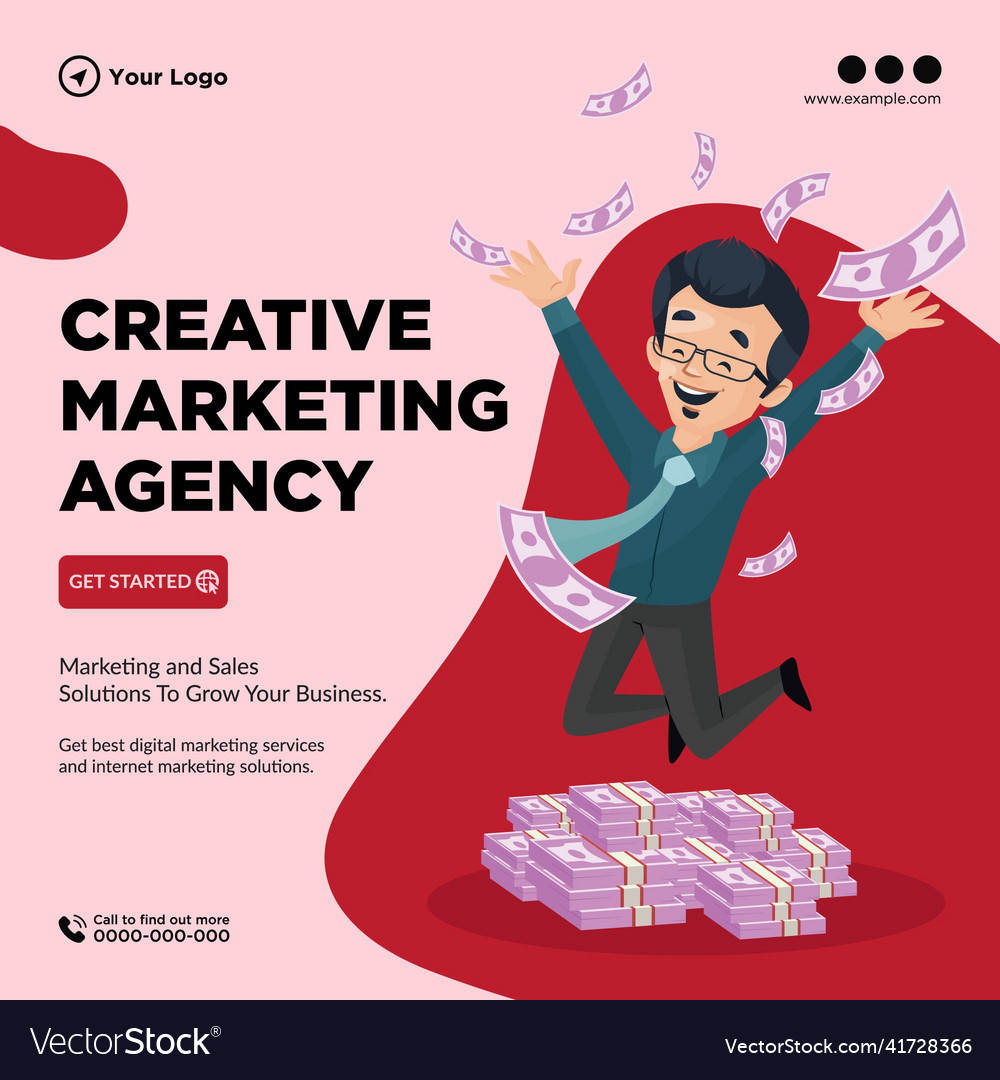 Your Logo
www.example.com
CREATIVE
MARKETING
AGENCY
GET STARTED
Marketing and Sales
Solutions To Grow Your Business.
Get best digital marketing services
and internet marketing solutions.
Call to find out more
0000-000-000
VectorStock®
VectorStock.com/41728366